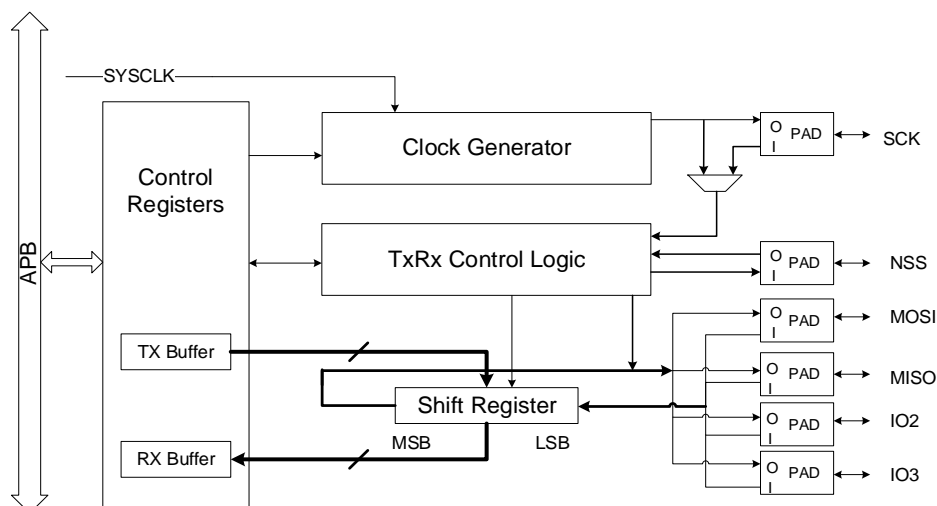 SYSCLK
Clock Generator
O
I
PAD
SCK
Control
Registers
APB
TxRx Control Logic
O
I
PAD
NSS
O
I
PAD
MOSI
TX Buffer
O
I
PAD
MISO
Shift Register
MSB
LSB
O
I
PAD
IO2
RX Buffer
O
I
PAD
IO3